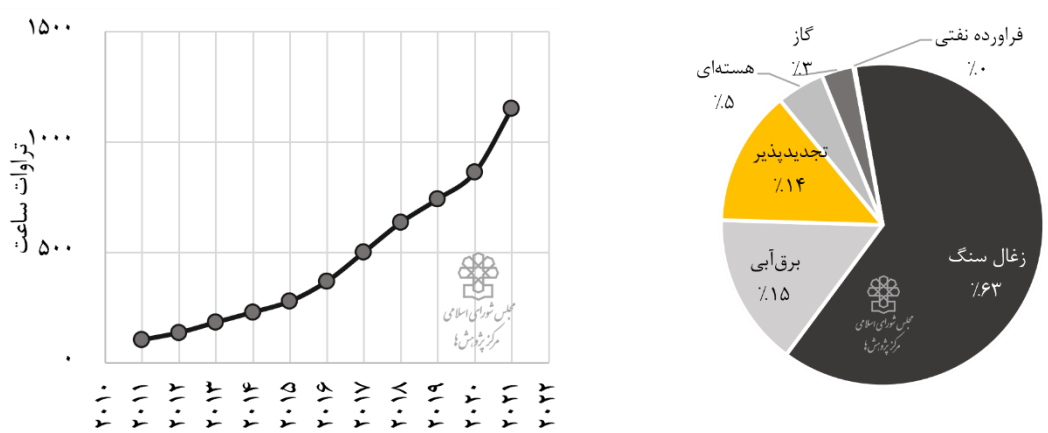 ۱۵۰۰
۱۰۰۰
۵۰۰
۰
تراوات ساعت
۲۰۱۰
۲۰۱۱
۲۰۱۲
۲۰۱۳
۲۰۱۴
۲۰۱۵
۲۰۱۶
۲۰۱۷
۲۰۱۸
۲۰۱۹
۲۰۲۰
۲۰۲۱
۲۰۲۲
مجلس شورای اسلامی
مرکز پژوهش‌ها
فراورده نفتی
٪۰
گاز
٪۳
هسته‌ای
٪۵
تجدیدپذیر
٪۱۴
برق‌آبی
٪۱۵
زغال سنگ
٪۶۳
مجلس شورای اسلامی
مرکز پژوهش‌ها